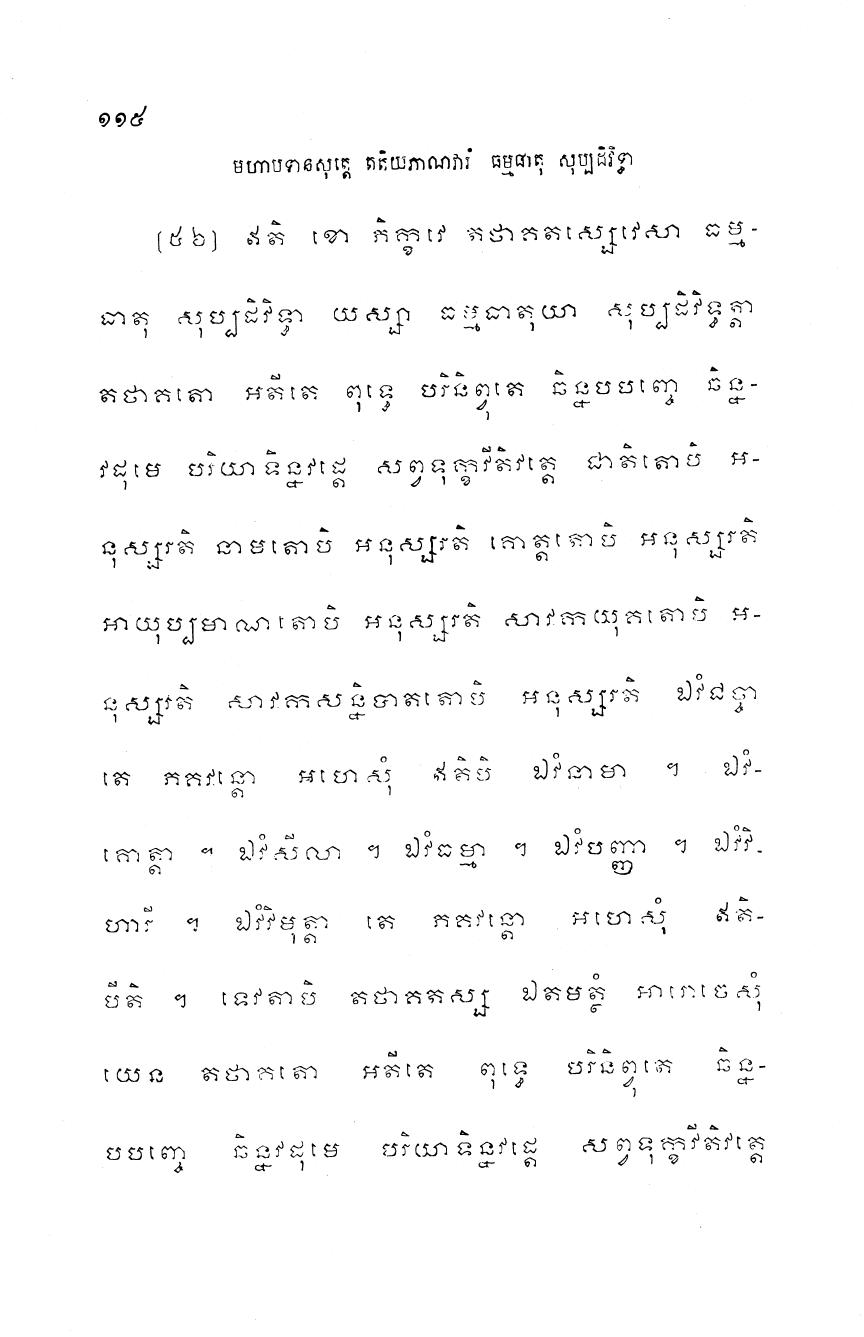 ១១៥
មហាបទានសុត្តេ តតិយភាណវារំ ធម្មធាតុ សុប្បដិវិទ្ធា
(៥៦) ឥតិ ខោ ភិក្ខវេ តថាគតស្សេវេសា ធម្ម-
ធាតុ សុប្បដិវិទ្ធា យស្សា ធម្មធាតុយា សុប្បដិវិទ្ធត្តា
តថាគតោ អតីតេ ពុទ្ធេ បរិនិព្វុតេ ឆិន្នបបញ្ចេ ឆិន្ន-
វដុមេ បរិយាទិន្នវដ្តេ សព្វទុក្ខវីតិវត្តេ ជាតិតោបិ អ-
នុស្សរតិ នាមតោបិ អនុស្សរតិ គោត្តតោបិ អនុស្សរតិ
អាយុប្បមាណតោបិ អនុស្សរតិ សាវកយុគតោបិ អ-
នុស្សរតិ សាវកសន្និបាតតោបិ អនុស្សរតិ ឯវំជច្ចា
តេ ភគវន្តោ អហេសុំ ឥតិបិ ឯវំនាមា ។ ឯវំ-
គោត្តា ។ ឯវំសីលា ។ ឯវំធម្មា ។ ឯវំបញ្ញា ។ ឯវំវិ-
ហារី ។ ឯវំវិមុត្តា តេ ភគវន្តោ អហេសុំ ឥតិ-
បីតិ ។ ទេវតាបិ តថាគតស្ស ឯតមត្ថំ អារោចេសុំ
យេន តថាគតោ អតីតេ ពុទ្ធេ បរិនិព្វុតេ ឆិន្ន-
បបញ្ចេ ឆិន្នវដុមេ បរិយាទិន្នវដ្តេ សព្វទុក្ខវីតិវត្តេ